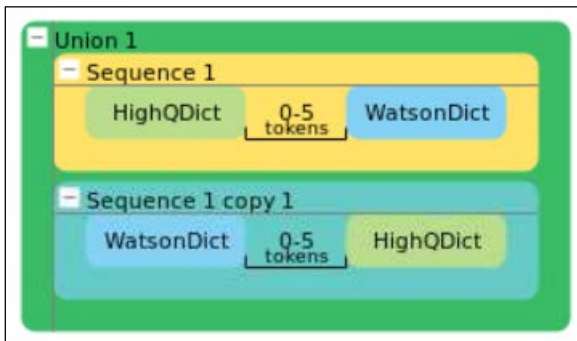 Union 1
Sequence 1
HighQDict 0-5 tokens WatsonDict
Sequence 1 copy 1
WatsonDict 0-5 tokens HighQDict